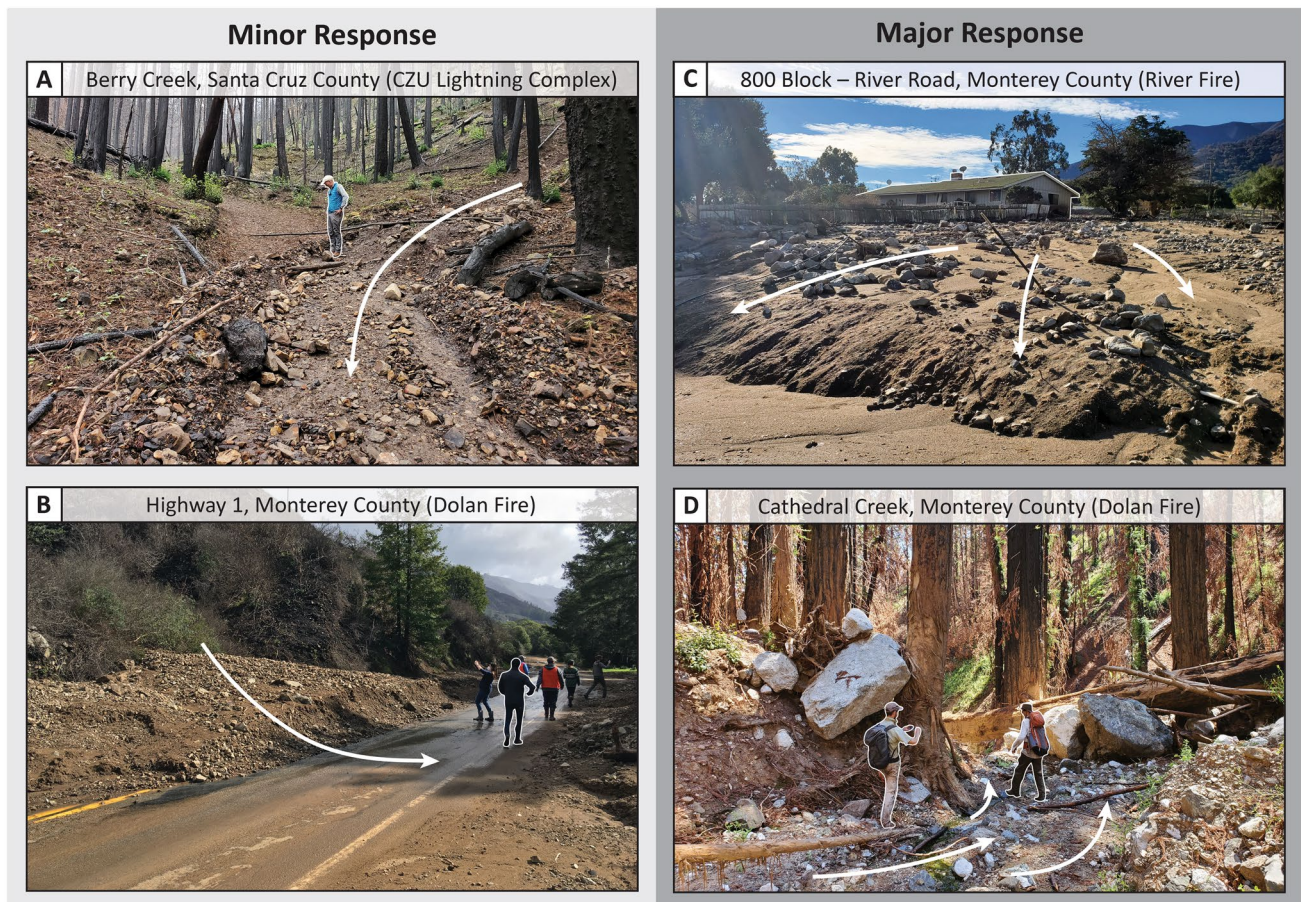 Minor Response
Major Response
A
Berry Creek, Santa Cruz County (CZU Lightning Complex)
C
800 Block – River Road, Monterey County (River Fire)
B
Highway 1, Monterey County (Dolan Fire)
D
Cathedral Creek, Monterey County (Dolan Fire)